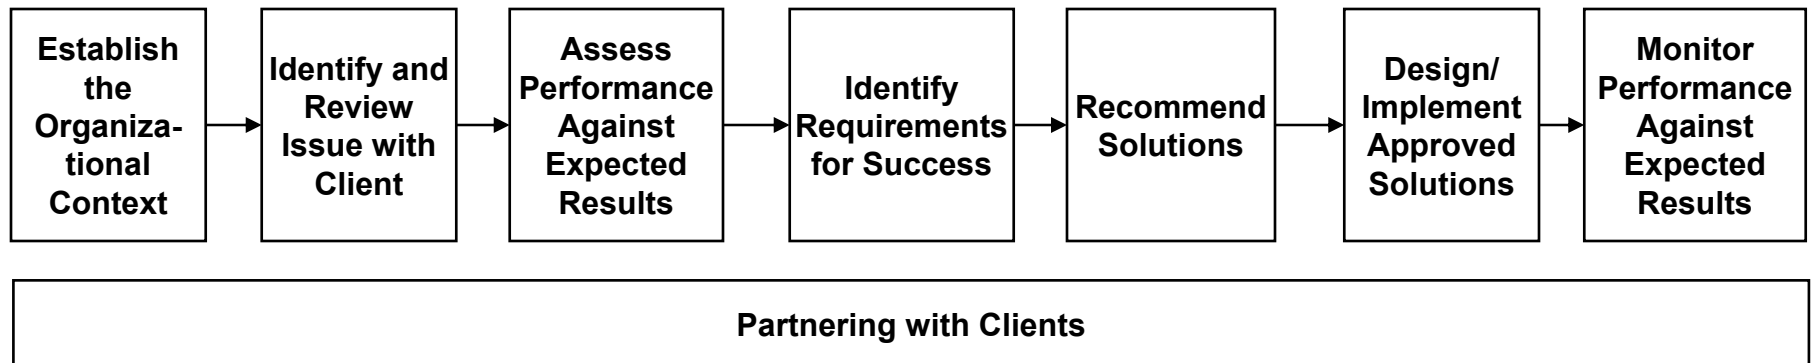 Establish
the
Organiza-
tional
Context
Identify and
Review
Issue with
Client
Assess
Performance
Against
Expected
Results
Identify
Requirements
for Success
Recommend
Solutions
Design/
Implement
Approved
Solutions
Monitor
Performance
Against
Expected
Results
Partnering with Clients